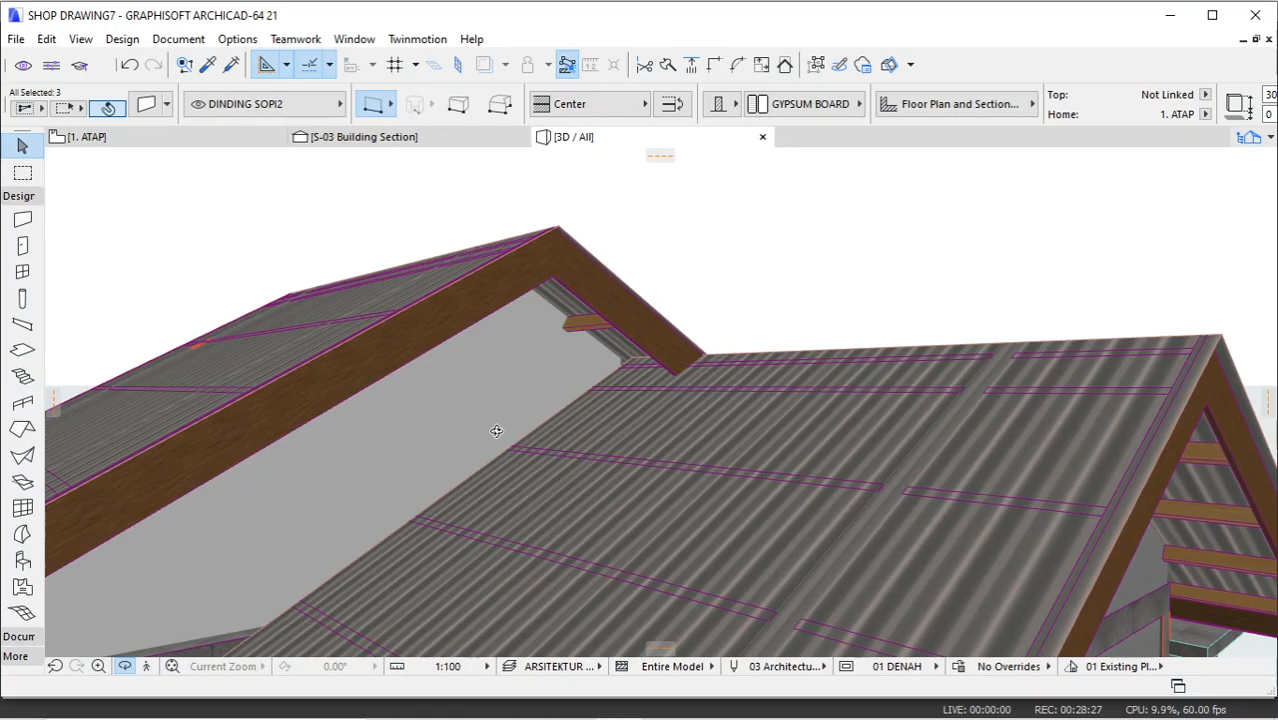 SHOP DRAWING7 - GRAPHISOFT ARCHICAD-64 21
File Edit View Design Document Options Teamwork Window Twinmotion Help
All Selected: 3
DINDING SOPI2
Center
GYPSUM BOARD
Floor Plan and Section...
Top: Not Linked
Home: 1. ATAP
30
0
[1. ATAP]
[S-03 Building Section]
[3D / All]
Design
Docum
More
Current Zoom
0.00°
1:100
ARSITEKTUR ...
Entire Model
03 Architectu...
01 DENAH
No Overrides
01 Existing Pl...
LIVE: 00:00:00
REC: 00:28:27
CPU: 9.9%, 60.00 fps